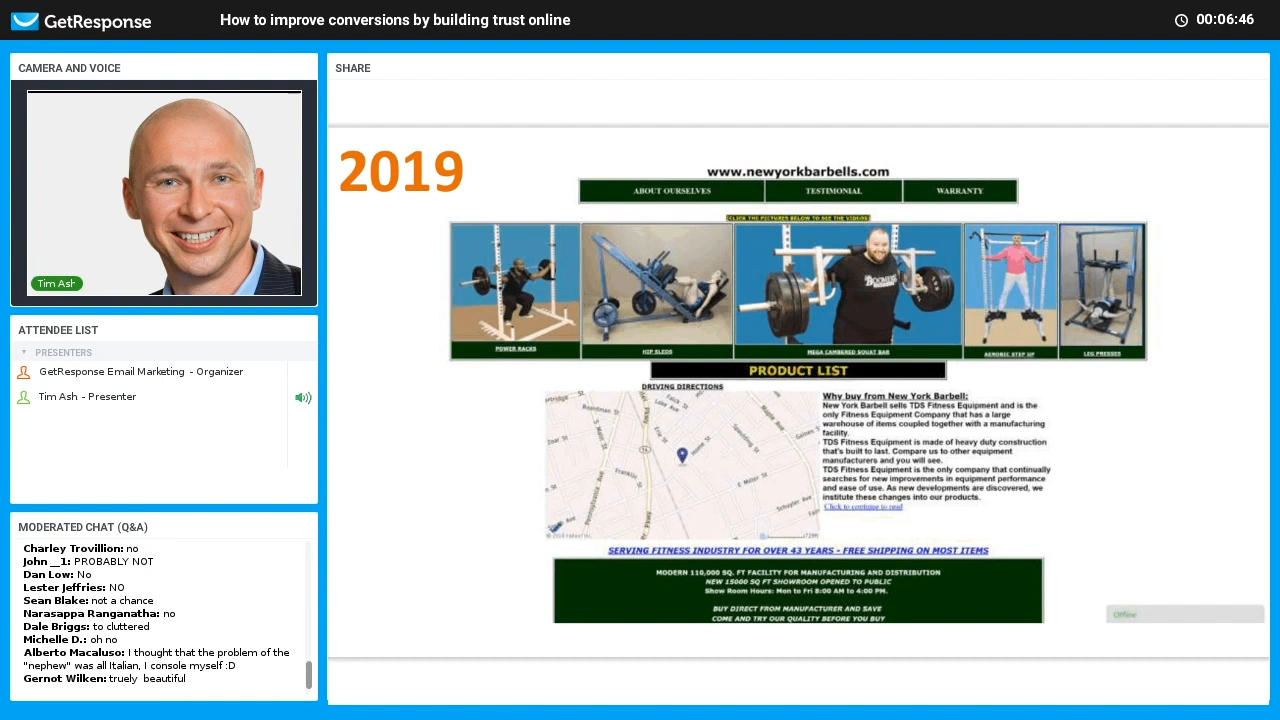 GetResponse
How to improve conversions by building trust online
00:06:46
CAMERA AND VOICE
Tim Ash
ATTENDEE LIST
PRESENTERS
GetResponse Email Marketing - Organizer
Tim Ash - Presenter
MODERATED CHAT (Q&A)
Charley Trovillion: no
John __1: PROBABLY NOT
Dan Low: No
Lester Jeffries: NO
Sean Blake: not a chance
Narasappa Ranganatha: no
Dale Briggs: to cluttered
Michelle D.: oh no
Alberto Macaluso: I thought that the problem of the
"nephew" was all Italian, I console myself :D
Gernot Wilken: truely beautiful
SHARE
2019
www.newyorkbarbells.com
ABOUT OURSELVES
TESTIMONIAL
WARRANTY
(CLICK THE PICTURES BELOW TO SEE THE VIDEOS)
POWER RACKS
HIP SLEDS
MEGA CAMBERED SQUAT BAR
AEROBIC STEP UP
LEG PRESSES
PRODUCT LIST
DRIVING DIRECTIONS
Boardman St
Falck St
Lake Ave
Franklin St
E Miller St
Schuyler Ave
Why buy from New York Barbell:
New York Barbell sells TDS Fitness Equipment and is the
only Fitness Equipment Company that has a large
warehouse of items coupled together with a manufacturing
facility.
TDS Fitness Equipment is made of heavy duty construction
that's built to last. Compare us to other equipment
manufacturers and you will see.
TDS Fitness Equipment is the only company that continually
searches for new improvements in equipment performance
and ease of use. As new developments are discovered, we
institute these changes into our products.
Click to continue to read
SERVING FITNESS INDUSTRY FOR OVER 43 YEARS - FREE SHIPPING ON MOST ITEMS
MODERN 110,000 SQ. FT FACILITY FOR MANUFACTURING AND DISTRIBUTION
NEW 15000 SQ FT SHOWROOM OPENED TO PUBLIC
Show Room Hours: Mon to Fri 8:00 AM to 4:00 PM.
BUY DIRECT FROM MANUFACTURER AND SAVE
COME AND TRY OUR QUALITY BEFORE YOU BUY
Offline